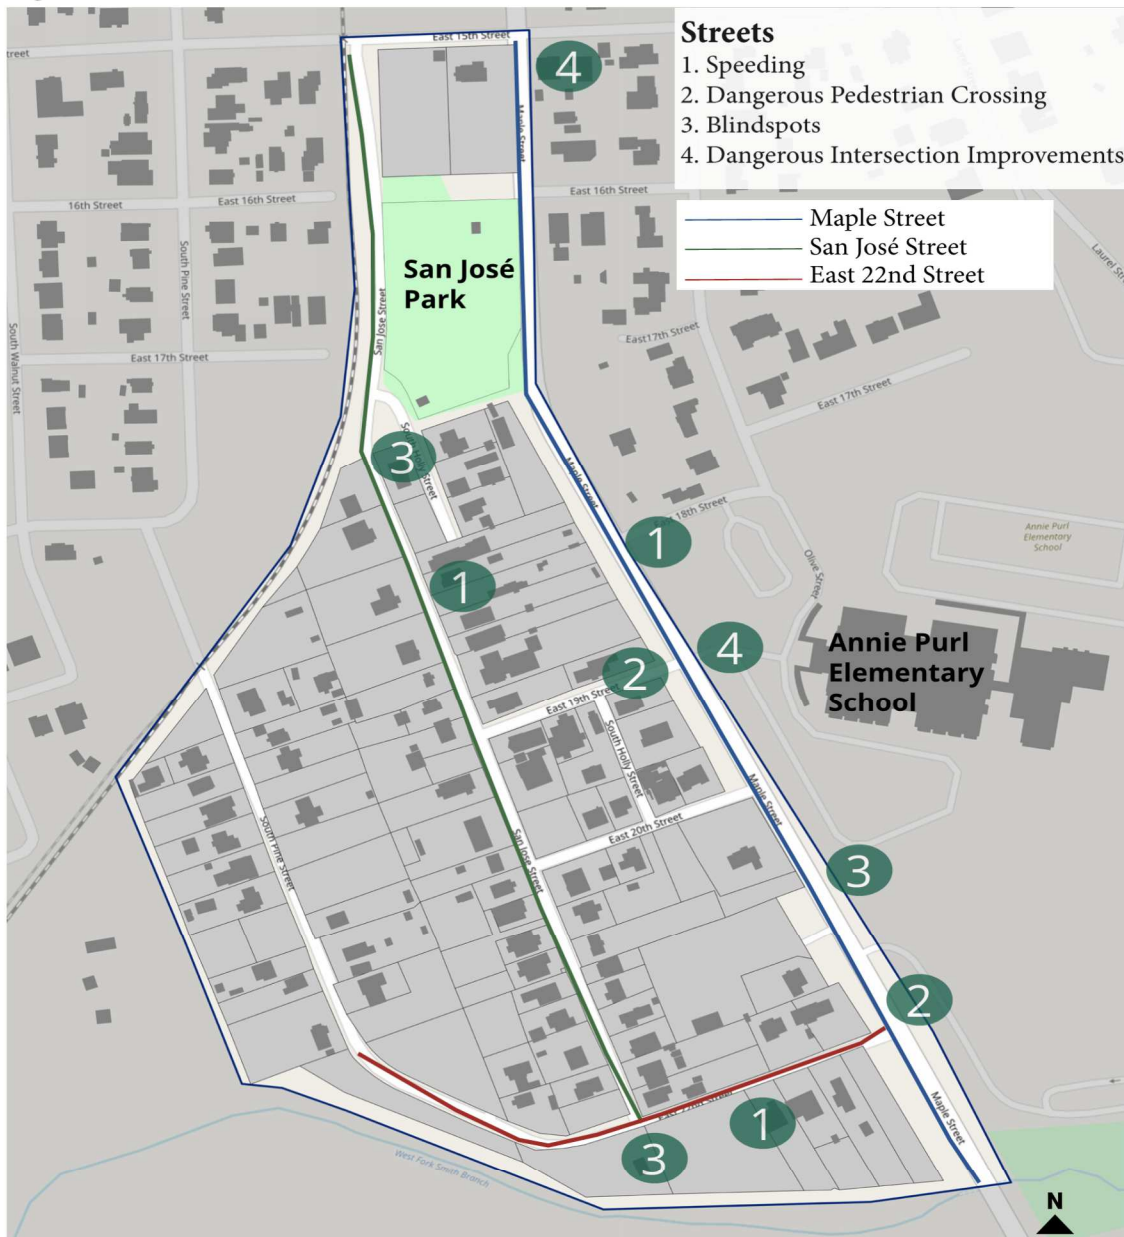 Streets
1. Speeding
2. Dangerous Pedestrian Crossing
3. Blindspots
4. Dangerous Intersection Improvements
Maple Street
San José Street
East 22nd Street
East 15th Street
4
Maple Street
treet
16th Street
East 16th Street
East 16th Street
San José
Park
South Pine Street
San Jose Street
South Walnut Street
East 17th Street
East17th Street
East 17th Street
Laurel
3
South Holly Street
Maple Street
East 18th Street
1
Annie Purl
Elementary
School
Olive Street
1
4
Annie Purl
Elementary
School
2
East 19th Street
South Holly Street
Maple Street
East 20th Street
South Pine Street
San Jose Street
3
2
1
Maple Street
3
West Fork Smith Branch
N